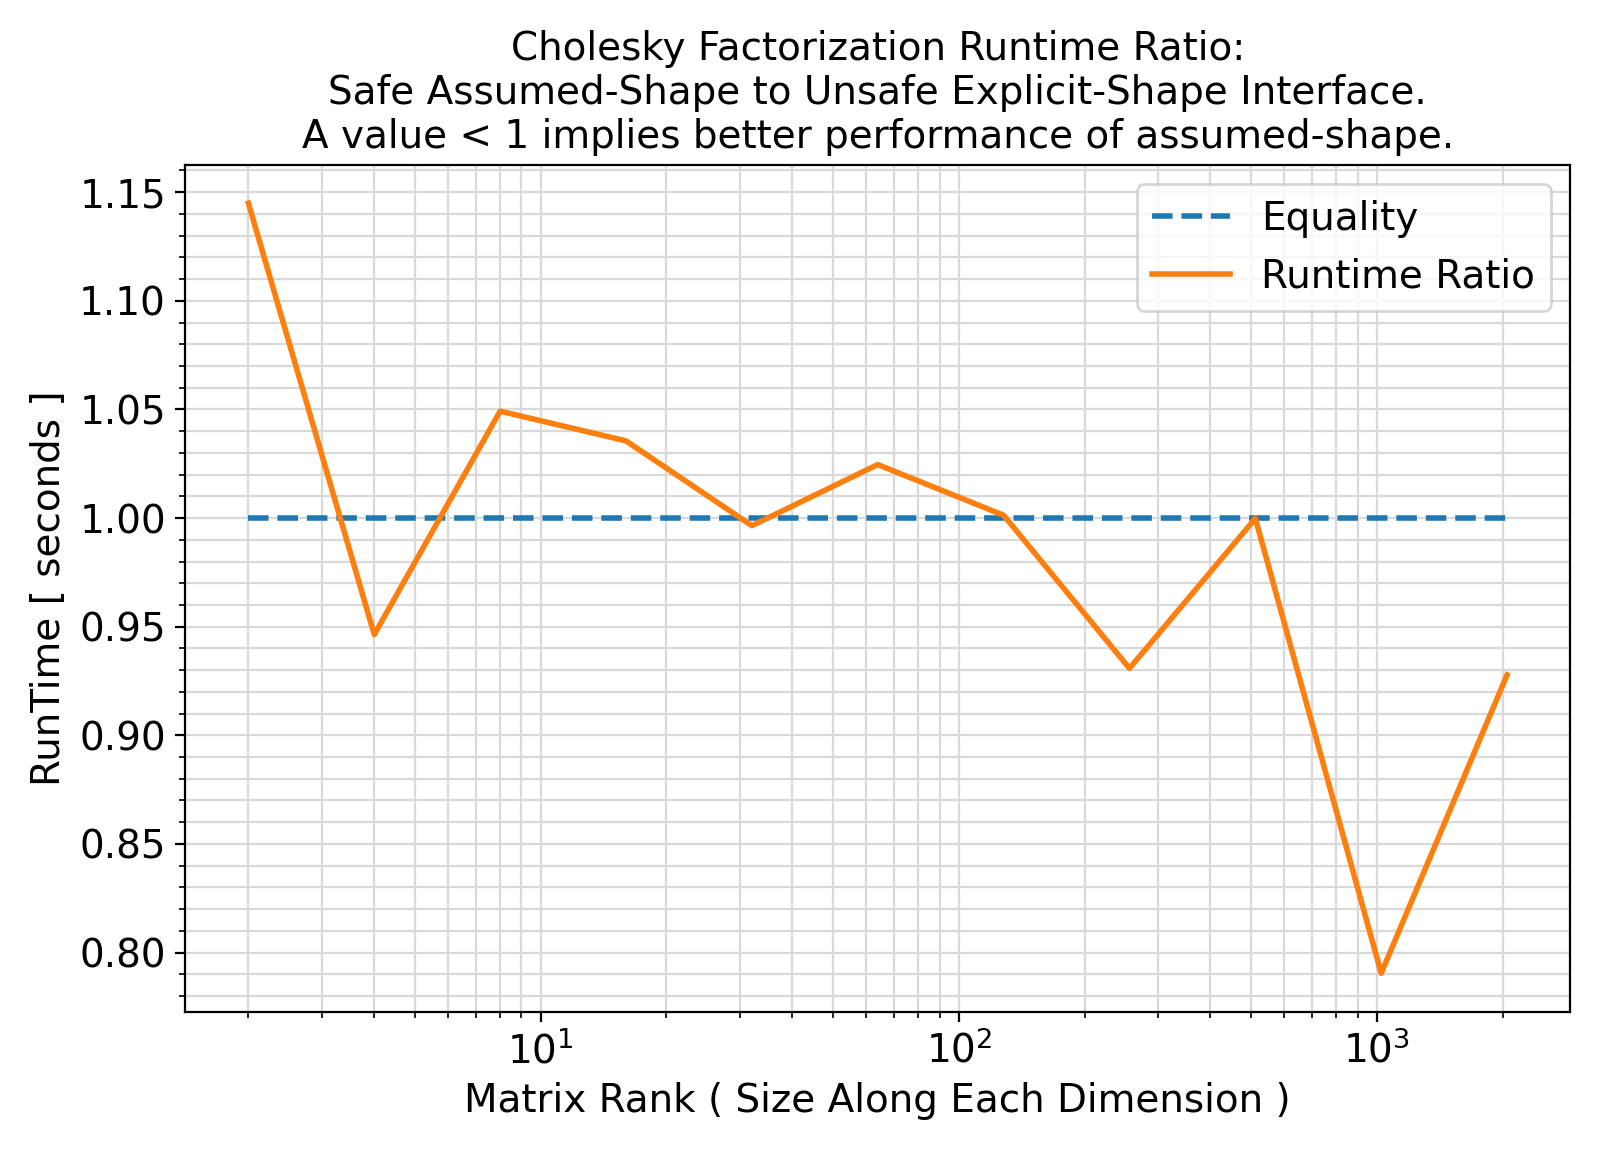 Cholesky Factorization Runtime Ratio:
Safe Assumed-Shape to Unsafe Explicit-Shape Interface.
A value < 1 implies better performance of assumed-shape.
Equality
Runtime Ratio
RunTime [ seconds ]
1.15
1.10
1.05
1.00
0.95
0.90
0.85
0.80
10¹ 10² 10³
Matrix Rank ( Size Along Each Dimension )